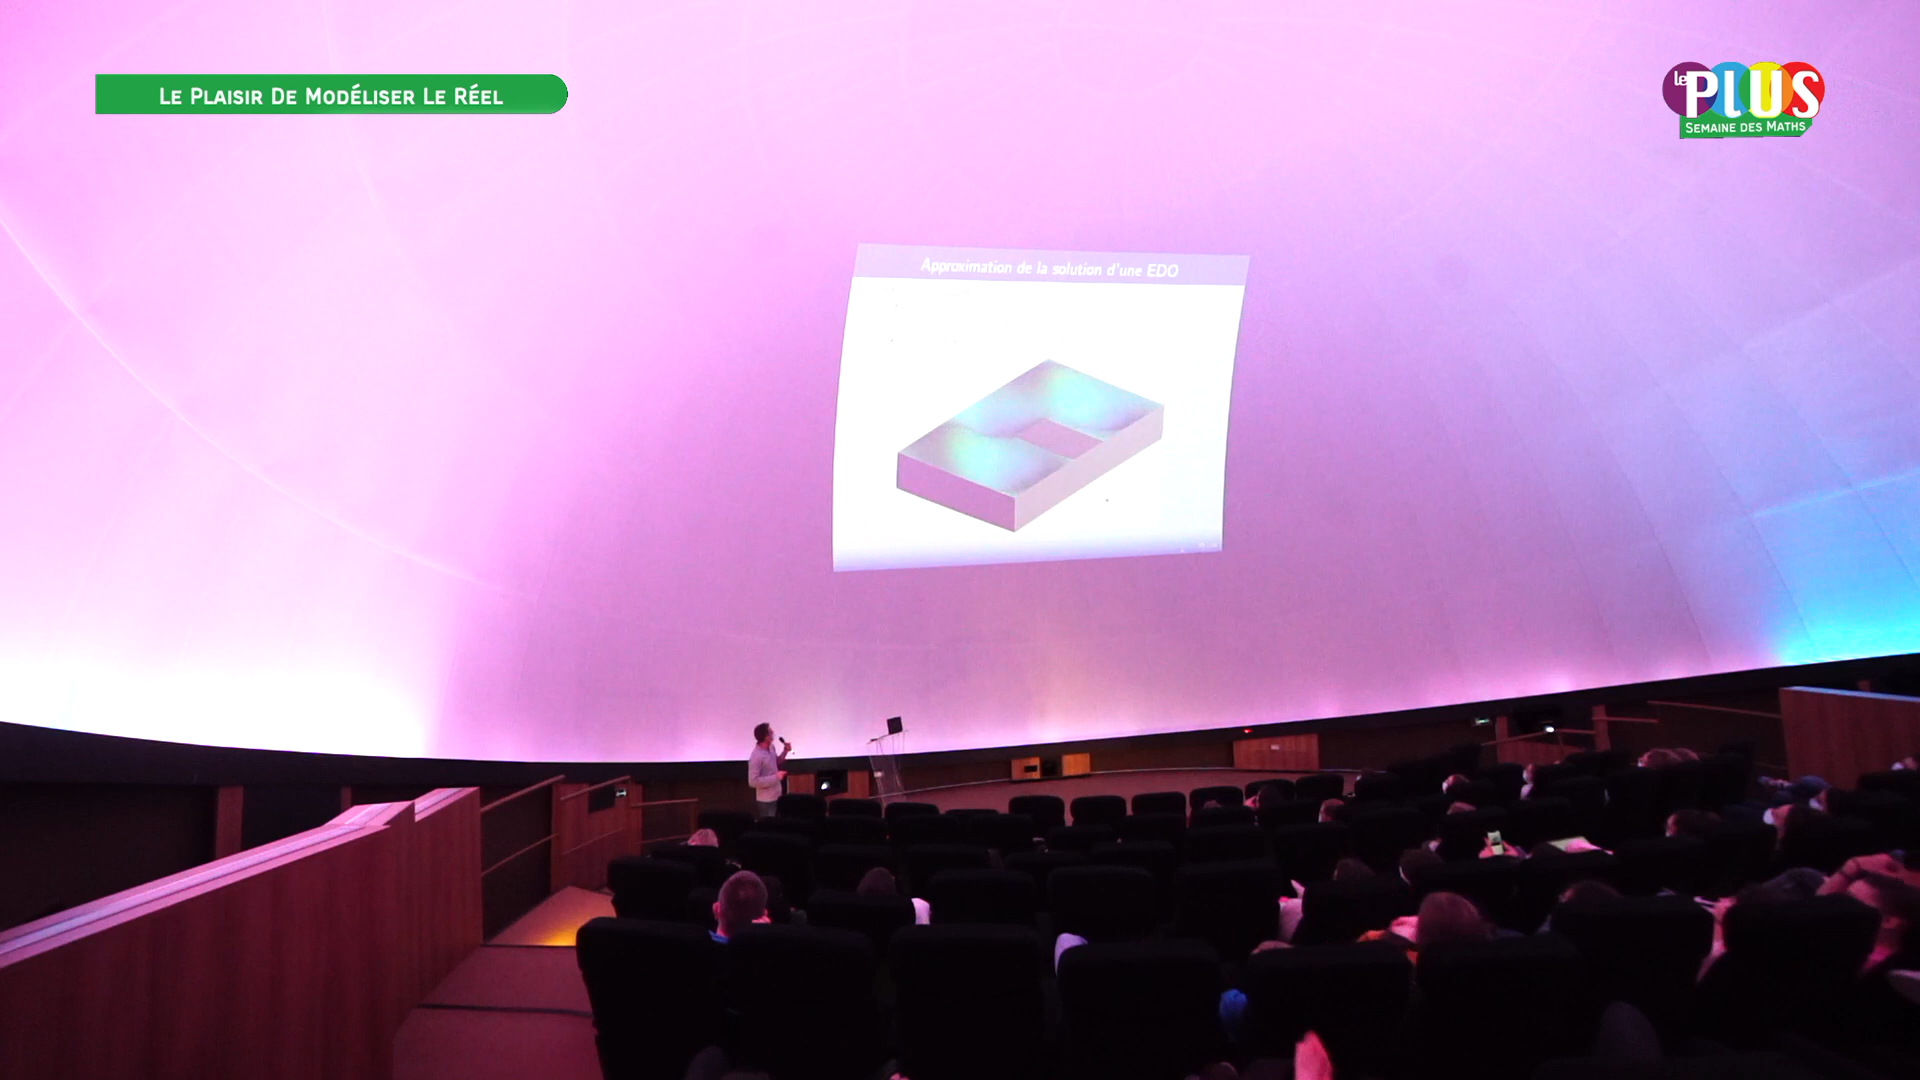 Le Plaisir De Modéliser Le Réel
le PLUS
Semaine des Maths
Approximation de la solution d'une EDO